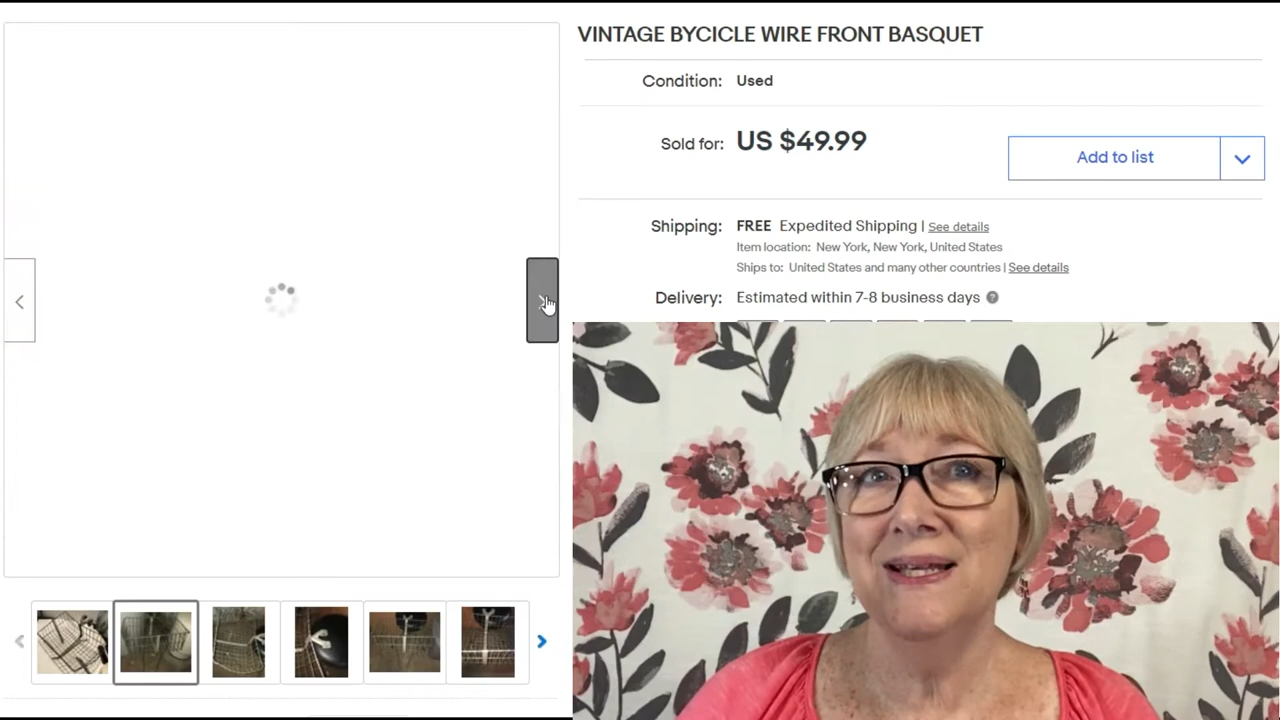 VINTAGE BYCICLE WIRE FRONT BASQUET
Condition: Used
Sold for: US $49.99
Add to list
Shipping: FREE Expedited Shipping | See details
Item location: New York, New York, United States
Ships to: United States and many other countries | See details
Delivery: Estimated within 7-8 business days ?